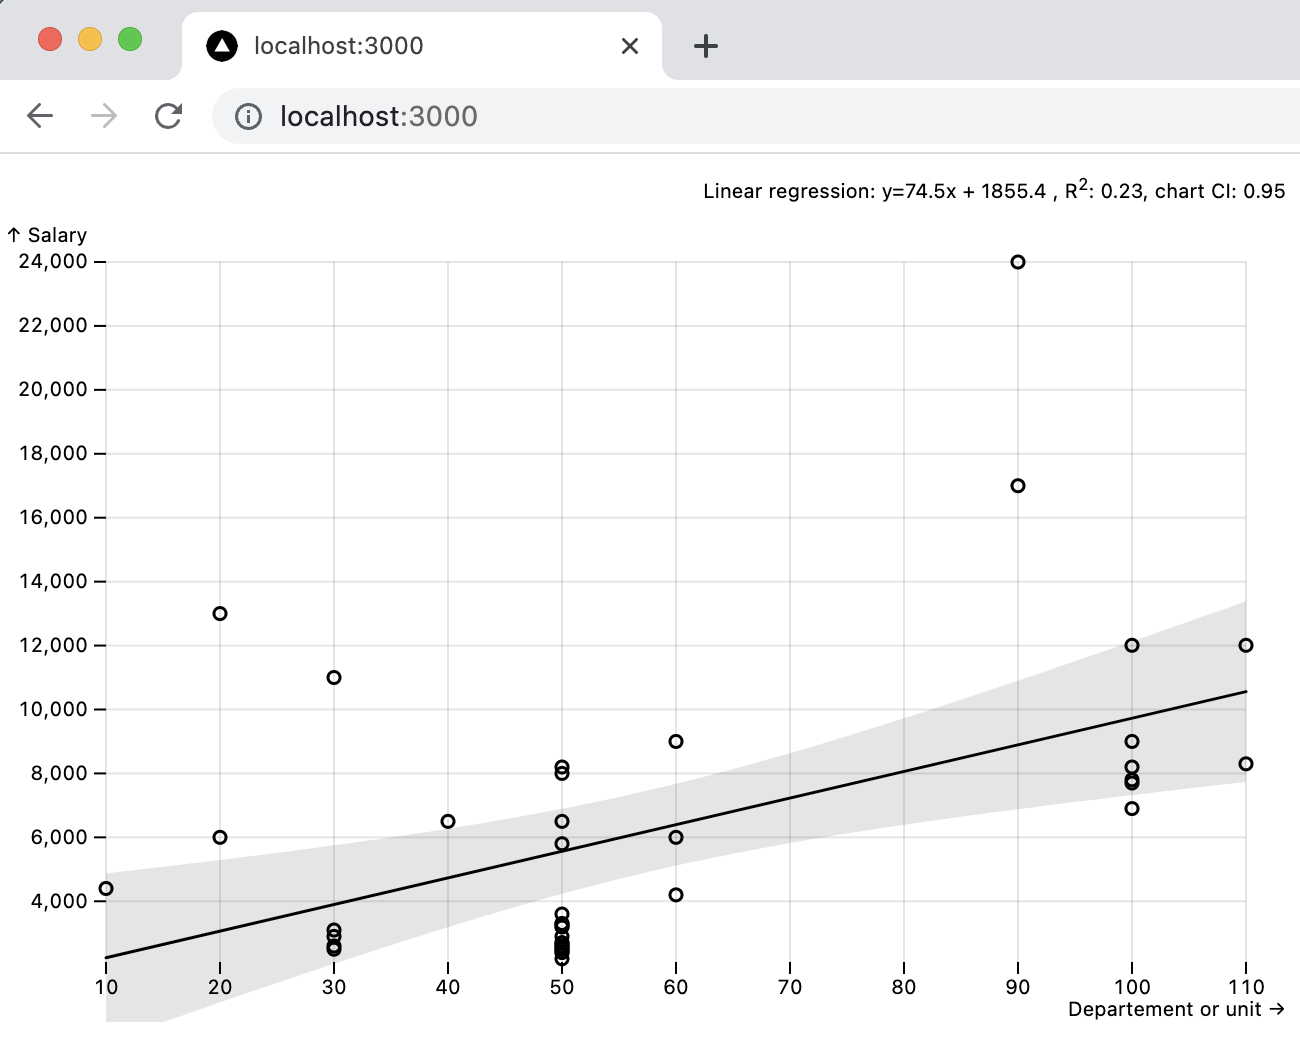 localhost:3000
localhost:3000
Linear regression: y=74.5x + 1855.4 , R²: 0.23, chart CI: 0.95
↑ Salary
24,000
22,000
20,000
18,000
16,000
14,000
12,000
10,000
8,000
6,000
4,000
10 20 30 40 50 60 70 80 90 100 110
Departement or unit →